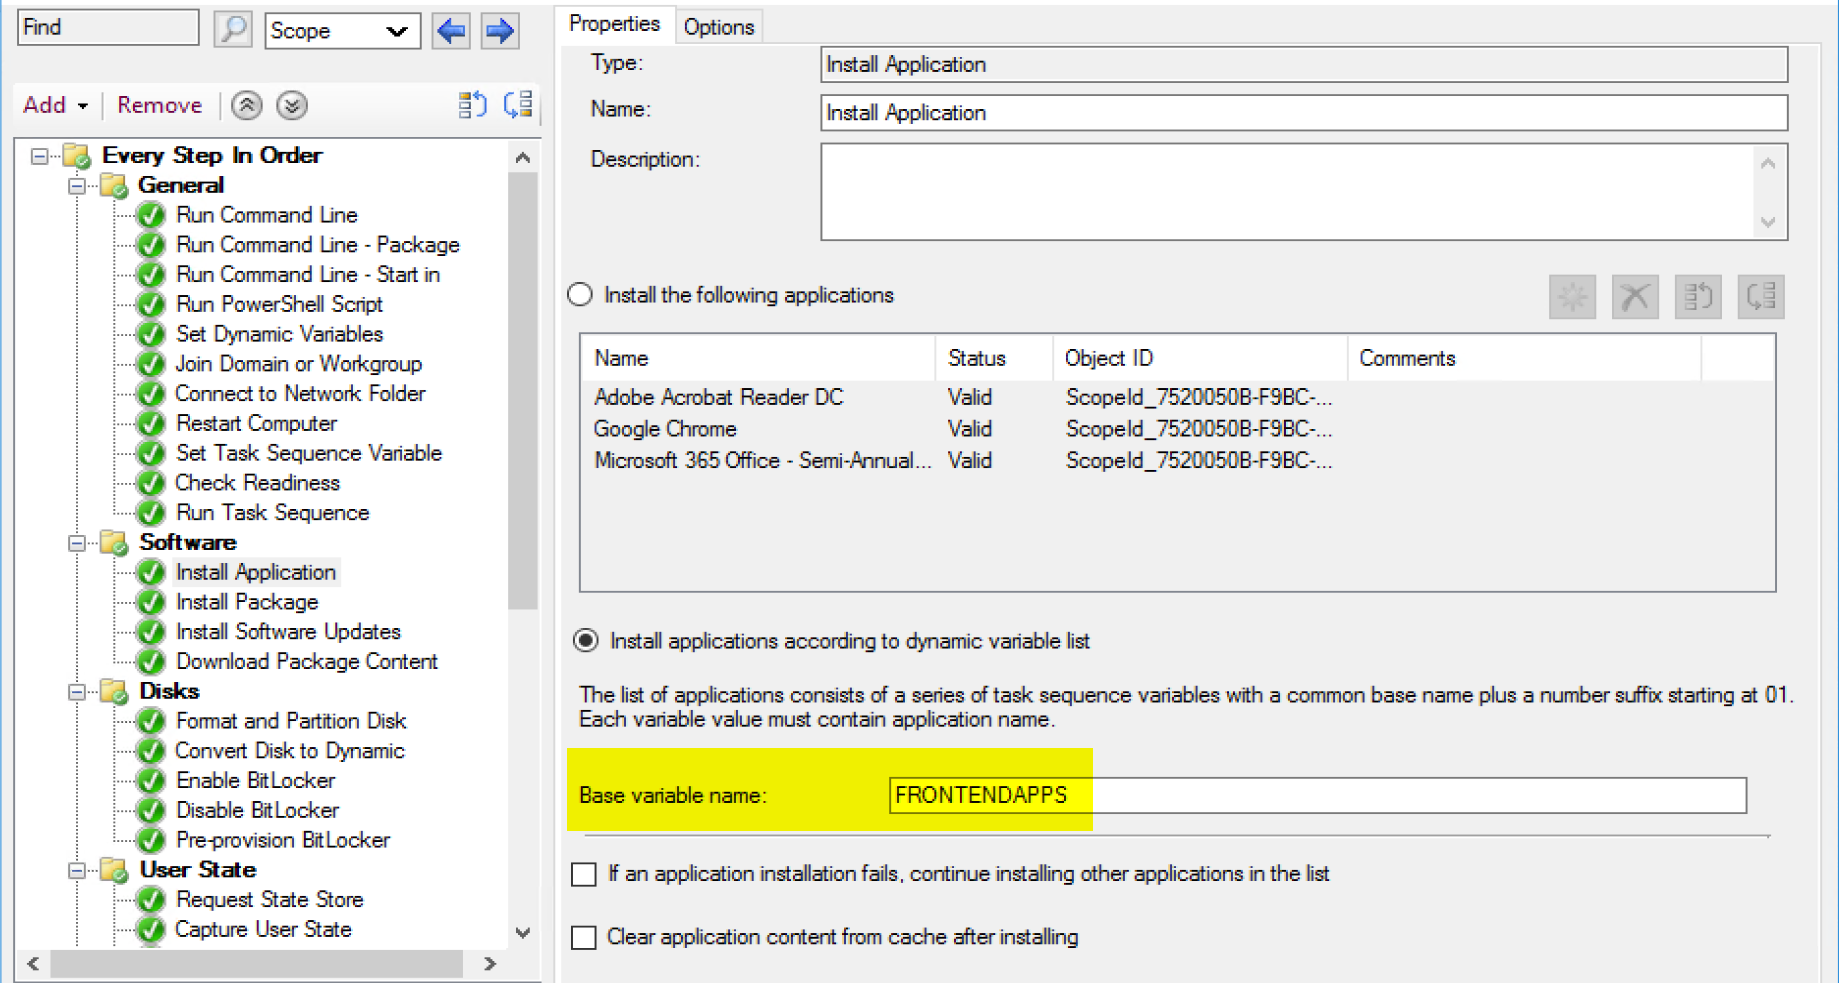 Find
Scope
Add
Remove
Every Step In Order
General
Run Command Line
Run Command Line - Package
Run Command Line - Start in
Run PowerShell Script
Set Dynamic Variables
Join Domain or Workgroup
Connect to Network Folder
Restart Computer
Set Task Sequence Variable
Check Readiness
Run Task Sequence
Software
Install Application
Install Package
Install Software Updates
Download Package Content
Disks
Format and Partition Disk
Convert Disk to Dynamic
Enable BitLocker
Disable BitLocker
Pre-provision BitLocker
User State
Request State Store
Capture User State
Properties
Options
Type: Install Application
Name: Install Application
Description:
Install the following applications
Name Status Object ID Comments
Adobe Acrobat Reader DC Valid ScopeId_7520050B-F9BC-...
Google Chrome Valid ScopeId_7520050B-F9BC-...
Microsoft 365 Office - Semi-Annual... Valid ScopeId_7520050B-F9BC-...
Install applications according to dynamic variable list
The list of applications consists of a series of task sequence variables with a common base name plus a number suffix starting at 01.
Each variable value must contain application name.
Base variable name: FRONTENDAPPS
If an application installation fails, continue installing other applications in the list
Clear application content from cache after installing